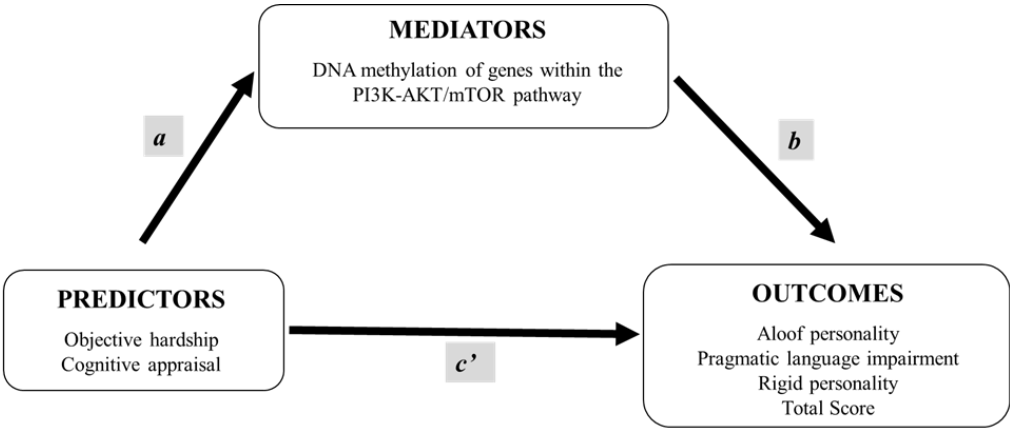 MEDIATORS
DNA methylation of genes within the
PI3K-AKT/mTOR pathway
a
b
PREDICTORS
Objective hardship
Cognitive appraisal
c’
OUTCOMES
Aloof personality
Pragmatic language impairment
Rigid personality
Total Score